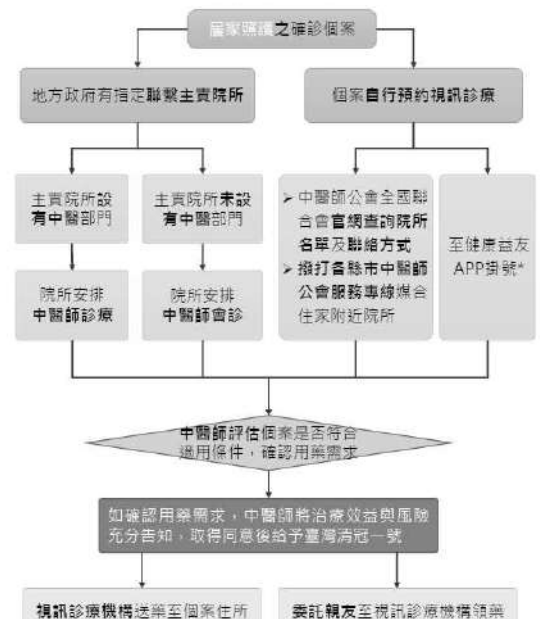 居家照護之確診個案
地方政府有指定聯繫主責院所
個案自行預約視訊診療
主責院所設
有中醫部門
主責院所未設
有中醫部門
➢ 中醫師公會全國聯
合會官網查詢院所
名單及聯絡方式
➢ 撥打各縣市中醫師
公會服務專線媒合
住家附近院所
至健康益友
APP掛號*
院所安排
中醫師診療
院所安排
中醫師會診
中醫師評估個案是否符合
適用條件，確認用藥需求
如確認用藥需求，中醫師將治療效益與風險
充分告知，取得同意後給予臺灣清冠一號
視訊診療機構送藥至個案住所
委託親友至視訊診療機構領藥